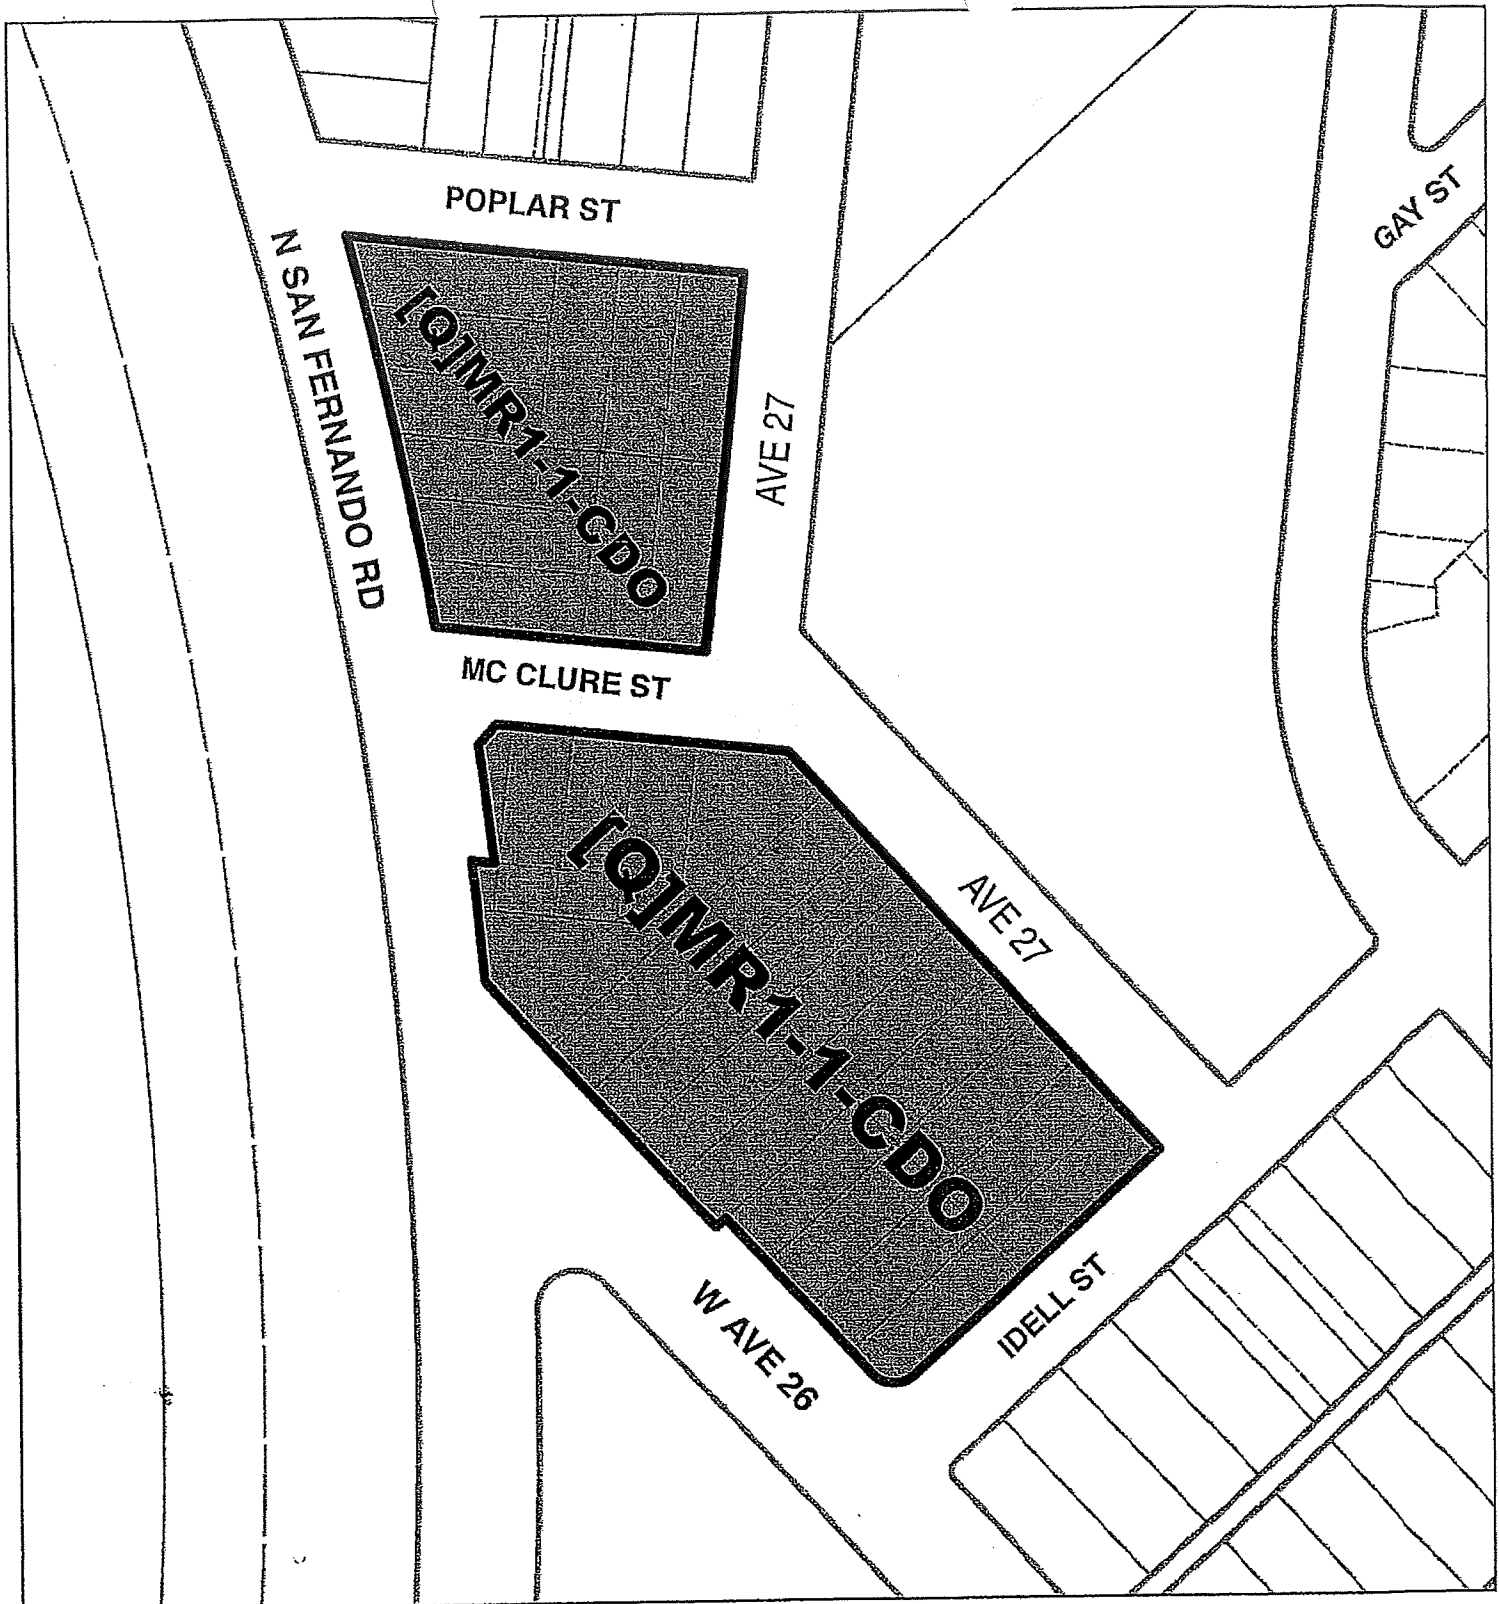 POPLAR ST
GAY ST
N SAN FERNANDO RD
[Q]MR1-1-CDO
AVE 27
MC CLURE ST
[Q]MR1-1-CDO
AVE 27
W AVE 26
IDELL ST